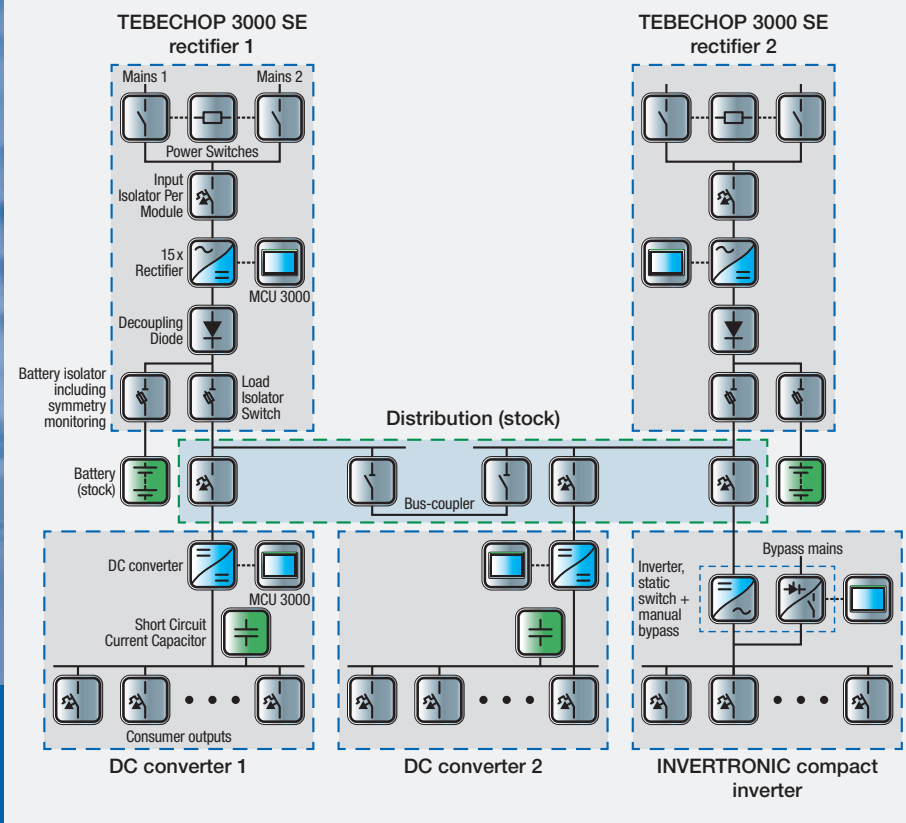 TEBECHOP 3000 SE
rectifier 1
TEBECHOP 3000 SE
rectifier 2
Mains 1
Mains 2
Power Switches
Input
Isolator Per
Module
15 x
Rectifier
MCU 3000
Decoupling
Diode
Battery isolator
including
symmetry
monitoring
Load
Isolator
Switch
Distribution (stock)
Battery
(stock)
Bus-coupler
DC converter
MCU 3000
Short Circuit
Current Capacitor
Consumer outputs
Inverter,
static
switch +
manual
bypass
Bypass mains
DC converter 1
DC converter 2
INVERTRONIC compact
inverter